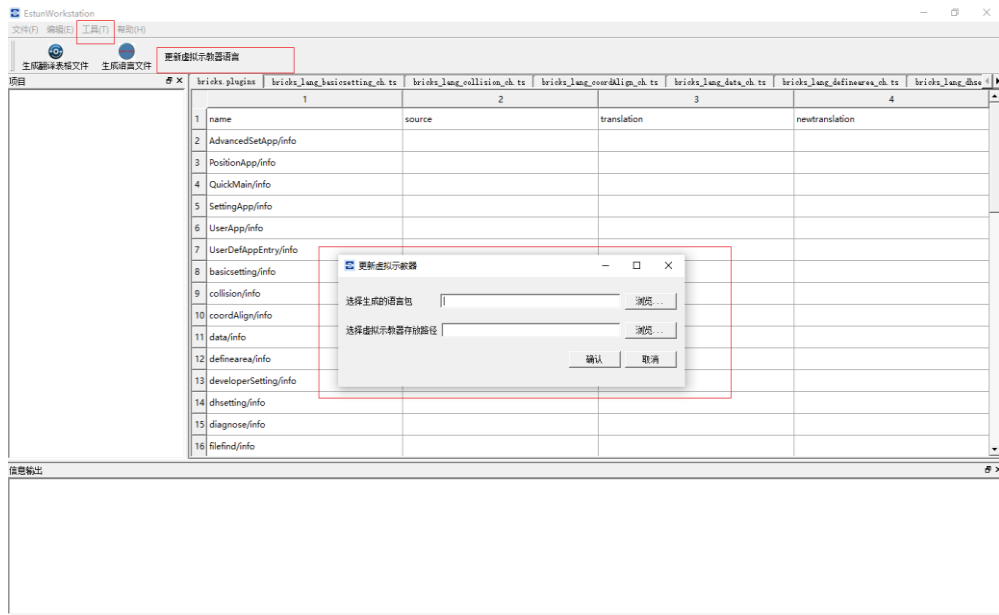 EstunWorkstation
文件(F) 编辑(E) 工具(T) 帮助(H)
生成翻译表格文件 生成语言文件 更新虚拟示教器语言
项目
bricks.plugins bricks_lang_basicsetting_ch.ts bricks_lang_collision_ch.ts bricks_lang_coordAlign_ch.ts bricks_lang_data_ch.ts bricks_lang_definearea_ch.ts bricks_lang_dhse
1 2 3 4
1 name source translation newtranslation
2 AdvancedSetApp/info
3 PositionApp/info
4 QuickMain/info
5 SettingApp/info
6 UserApp/info
7 UserDefAppEntry/info
8 basicsetting/info
9 collision/info
10 coordAlign/info
11 data/info
12 definearea/info
13 developerSetting/info
14 dhsetting/info
15 diagnose/info
16 filefind/info
更新虚拟示教器
选择生成的语言包 浏览...
选择虚拟示教器存放路径 浏览...
确认 取消
信息输出